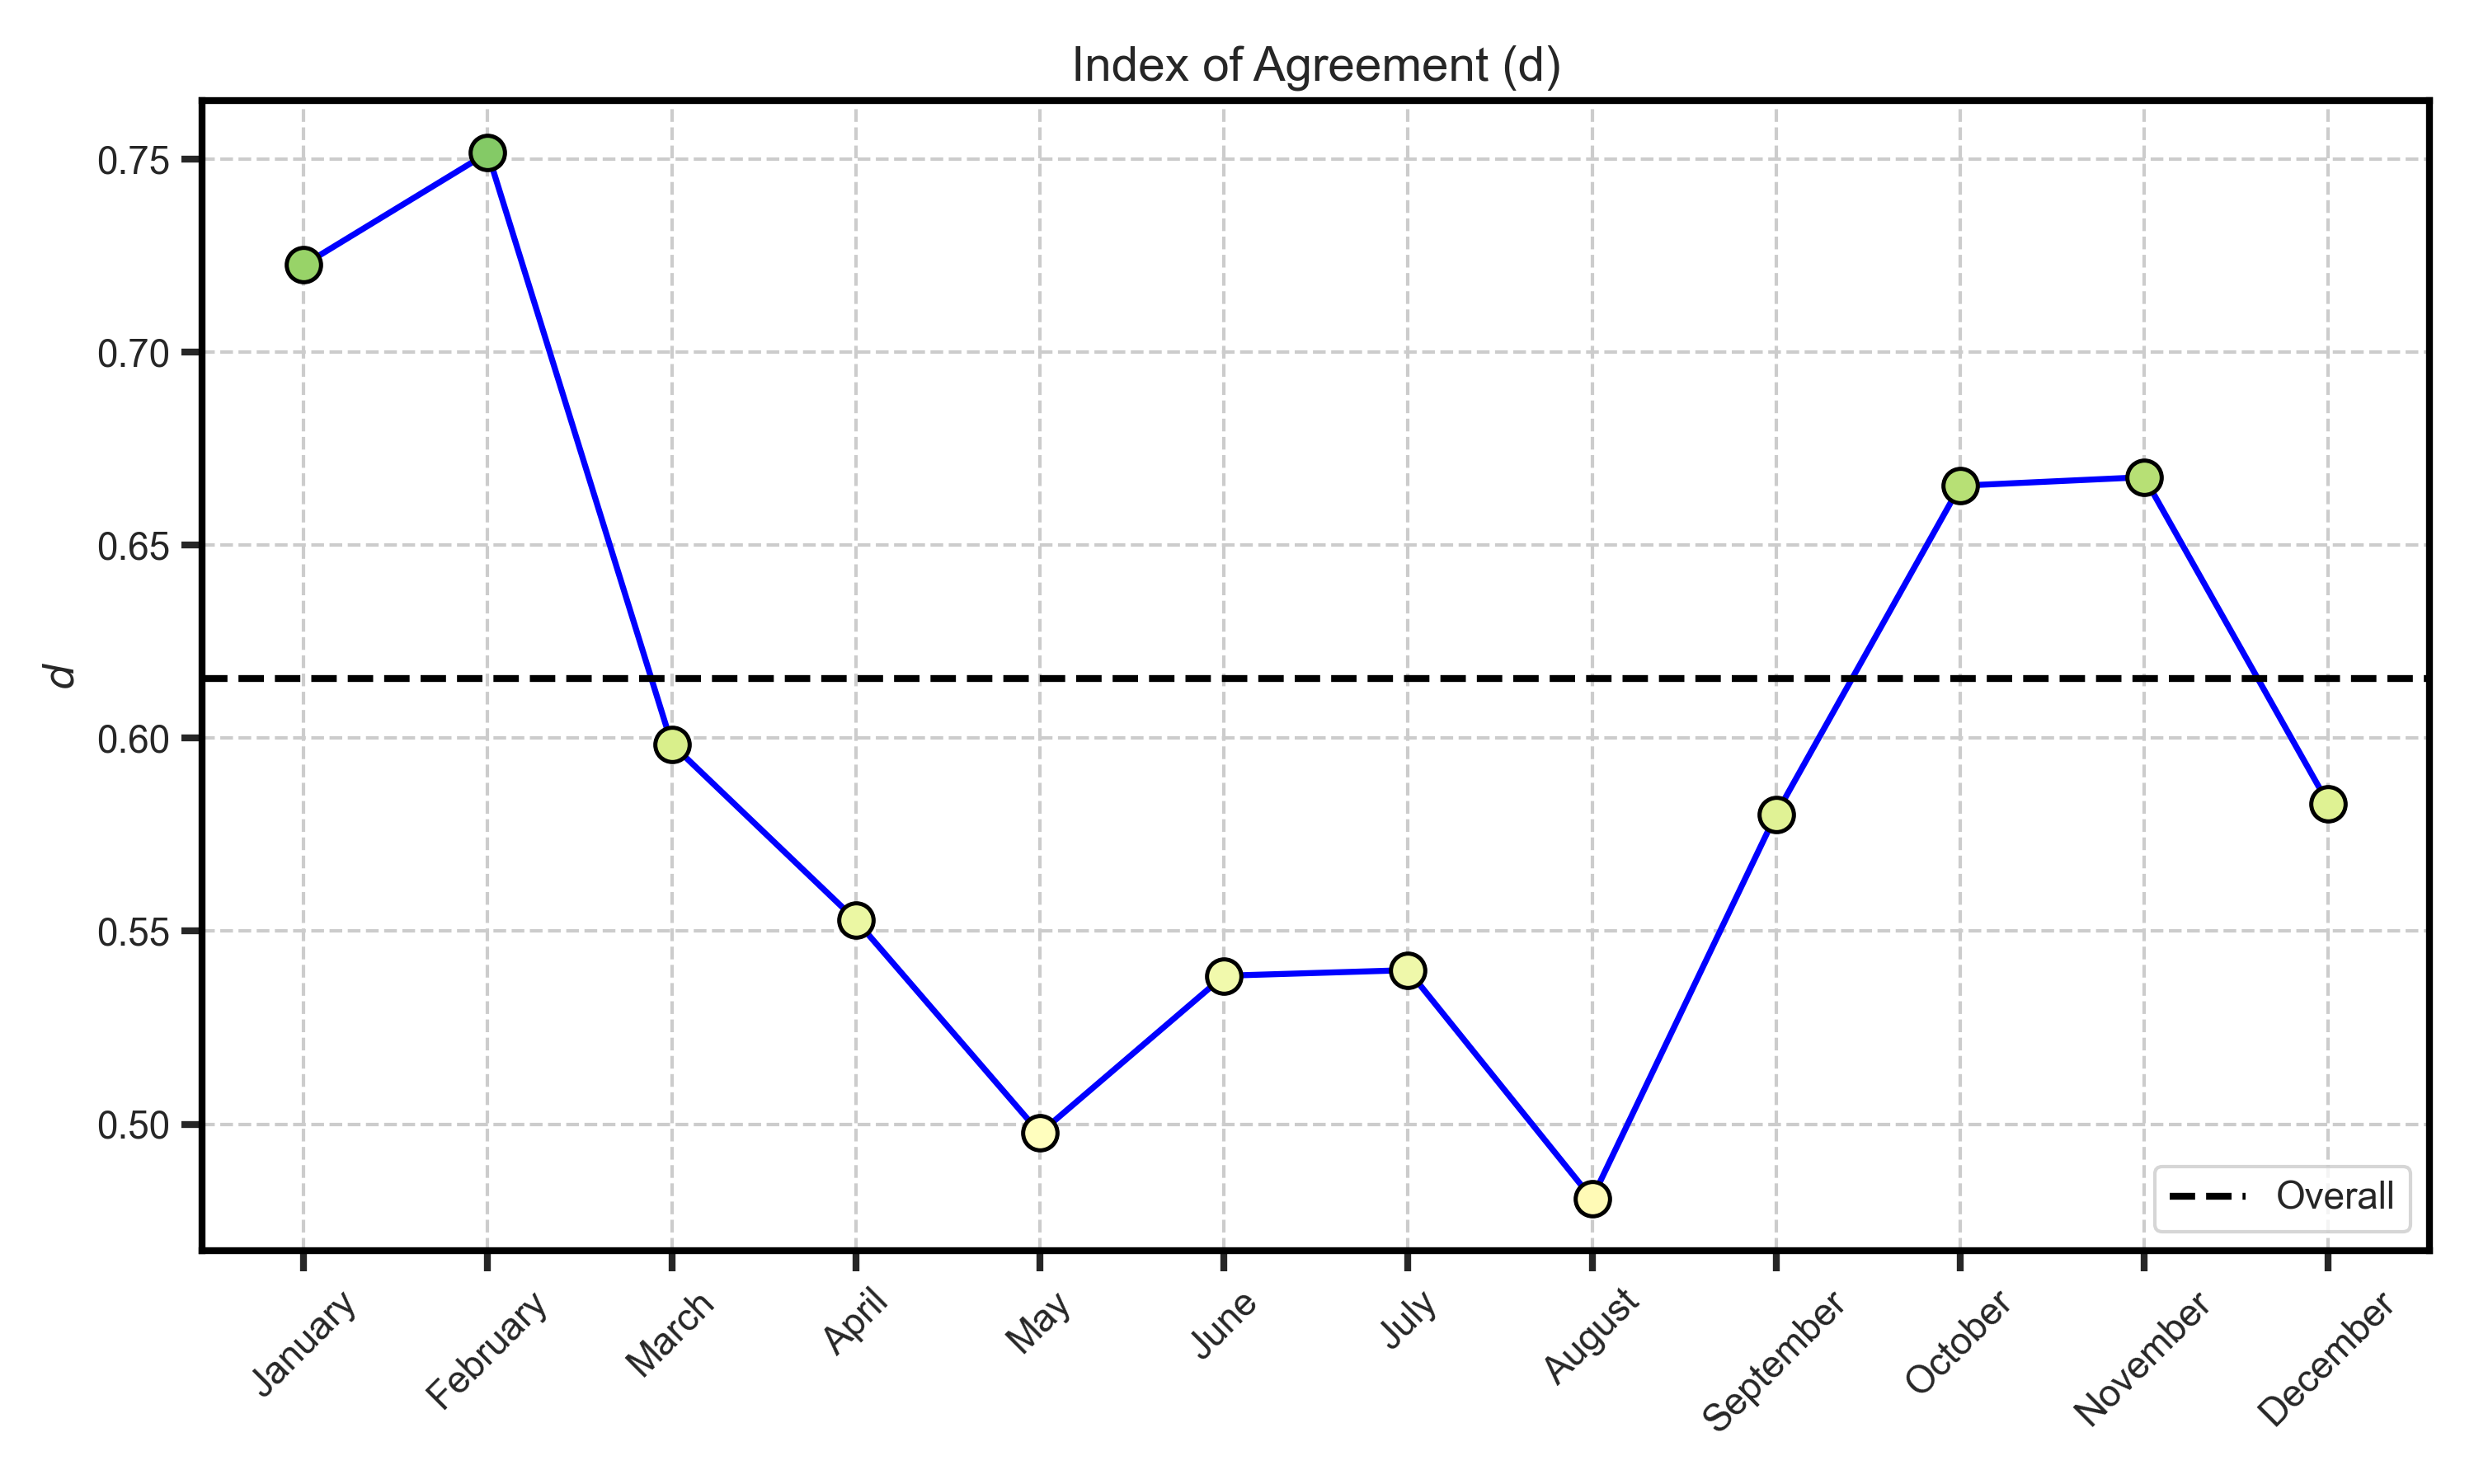 Index of Agreement (d)
d
0.75
0.70
0.65
0.60
0.55
0.50
Overall
January
February
March
April
May
June
July
August
September
October
November
December